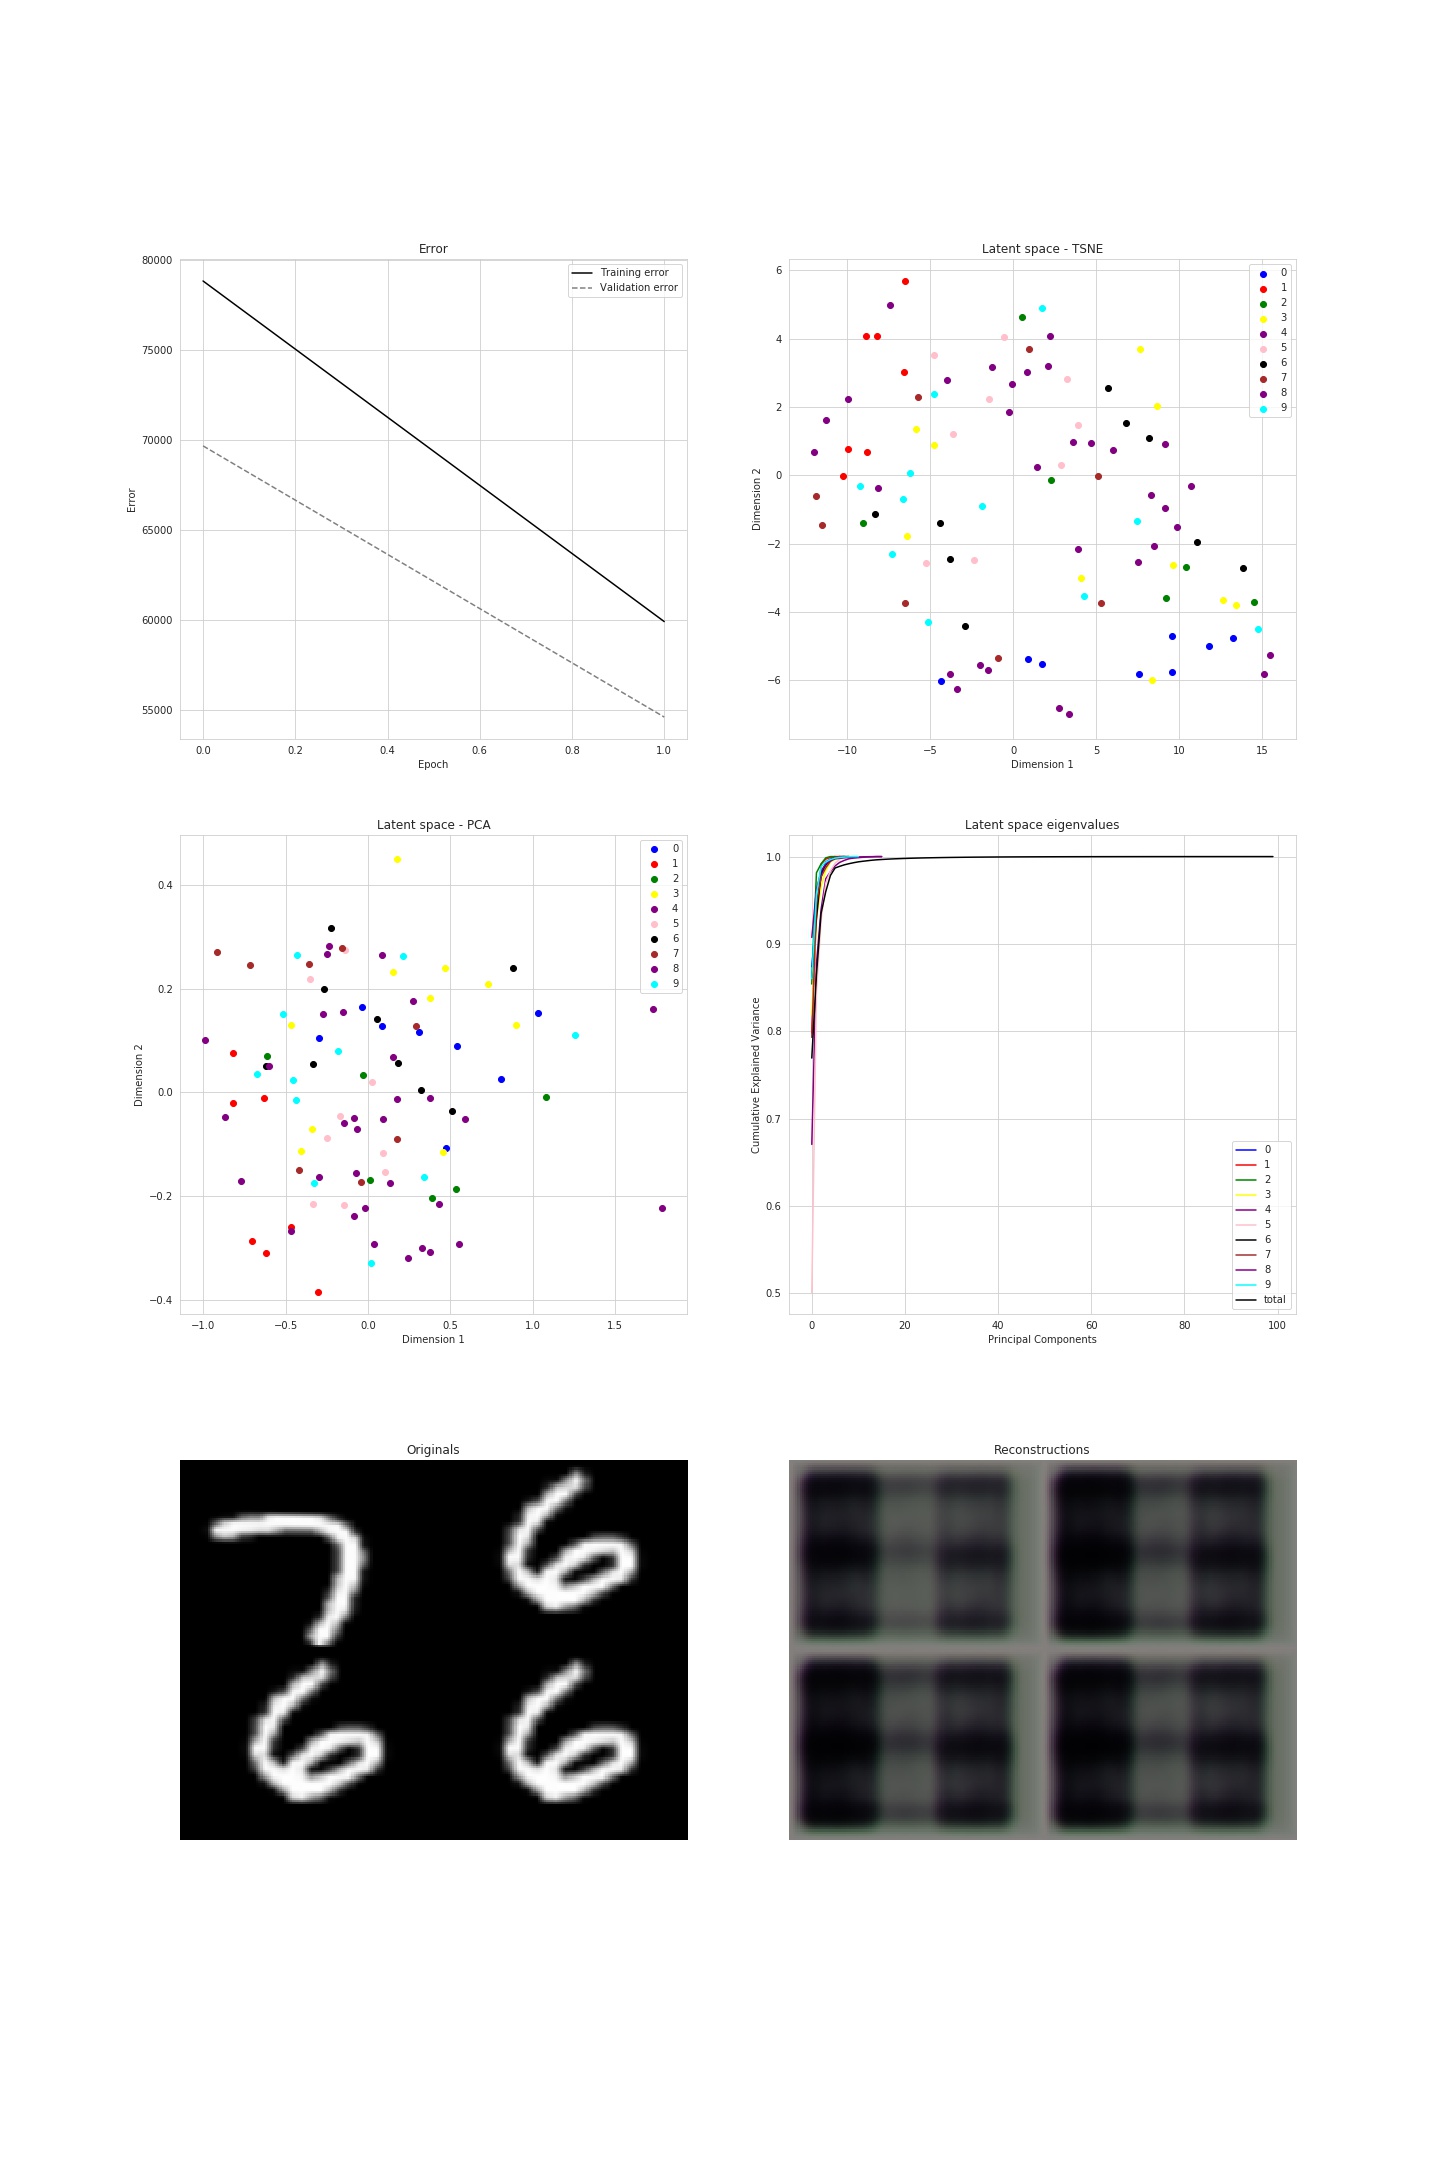 Error
80000
75000
70000
65000
60000
55000
Error
Training error
Validation error
0.0 0.2 0.4 0.6 0.8 1.0
Epoch
Latent space - TSNE
6
4
2
0
−2
−4
−6
Dimension 2
0
1
2
3
4
5
6
7
8
9
−10 −5 0 5 10 15
Dimension 1
Latent space - PCA
0.4
0.2
0.0
−0.2
−0.4
Dimension 2
0
1
2
3
4
5
6
7
8
9
−1.0 −0.5 0.0 0.5 1.0 1.5
Dimension 1
Latent space eigenvalues
1.0
0.9
0.8
0.7
0.6
0.5
Cumulative Explained Variance
0
1
2
3
4
5
6
7
8
9
total
0 20 40 60 80 100
Principal Components
Originals
7 6
6 6
Reconstructions